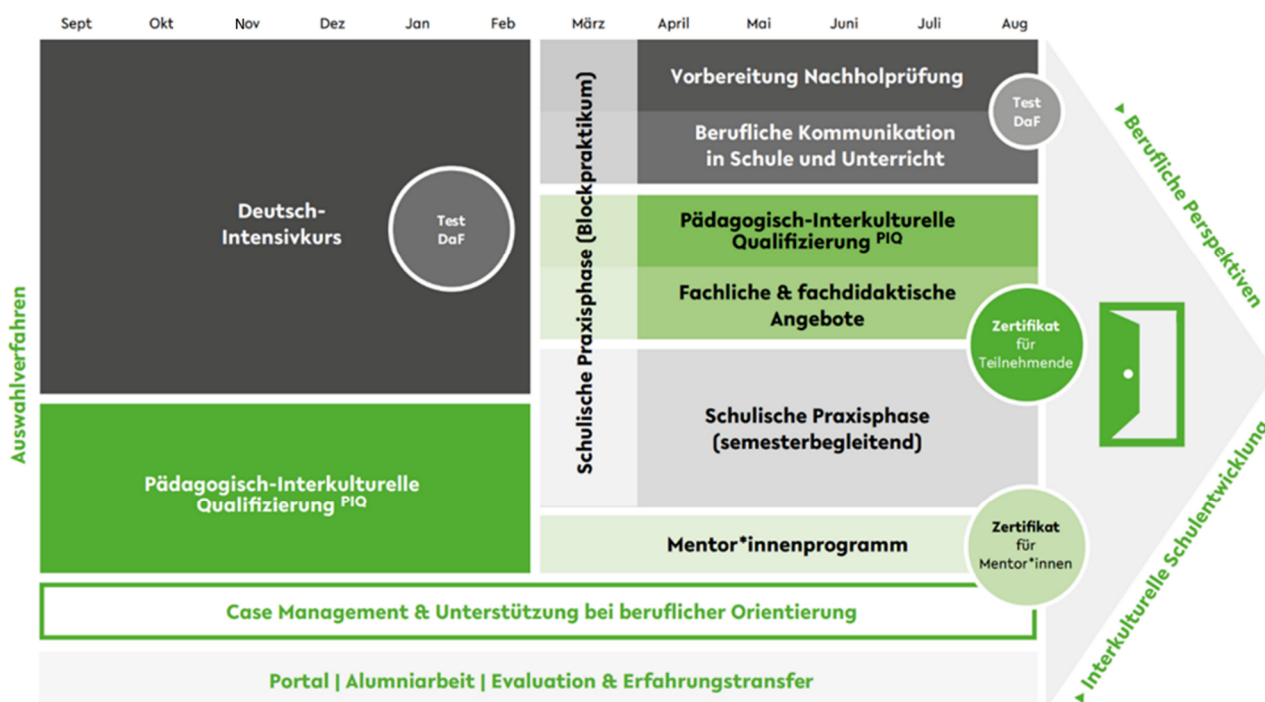 Sept Okt Nov Dez Jan Feb März April Mai Juni Juli Aug
Auswahlverfahren
Deutsch-
Intensivkurs
Test
DaF
Pädagogisch-Interkulturelle
Qualifizierung PIQ
Schulische Praxisphase (Blockpraktikum)
Vorbereitung Nachholprüfung
Berufliche Kommunikation
in Schule und Unterricht
Test
DaF
Pädagogisch-Interkulturelle
Qualifizierung PIQ
Fachliche & fachdidaktische
Angebote
Zertifikat
für
Teilnehmende
Schulische Praxisphase
(semesterbegleitend)
Mentor*innenprogramm
Zertifikat
für
Mentor*innen
Case Management & Unterstützung bei beruflicher Orientierung
Portal | Alumniarbeit | Evaluation & Erfahrungstransfer
Berufliche Perspektiven
Interkulturelle Schulentwicklung